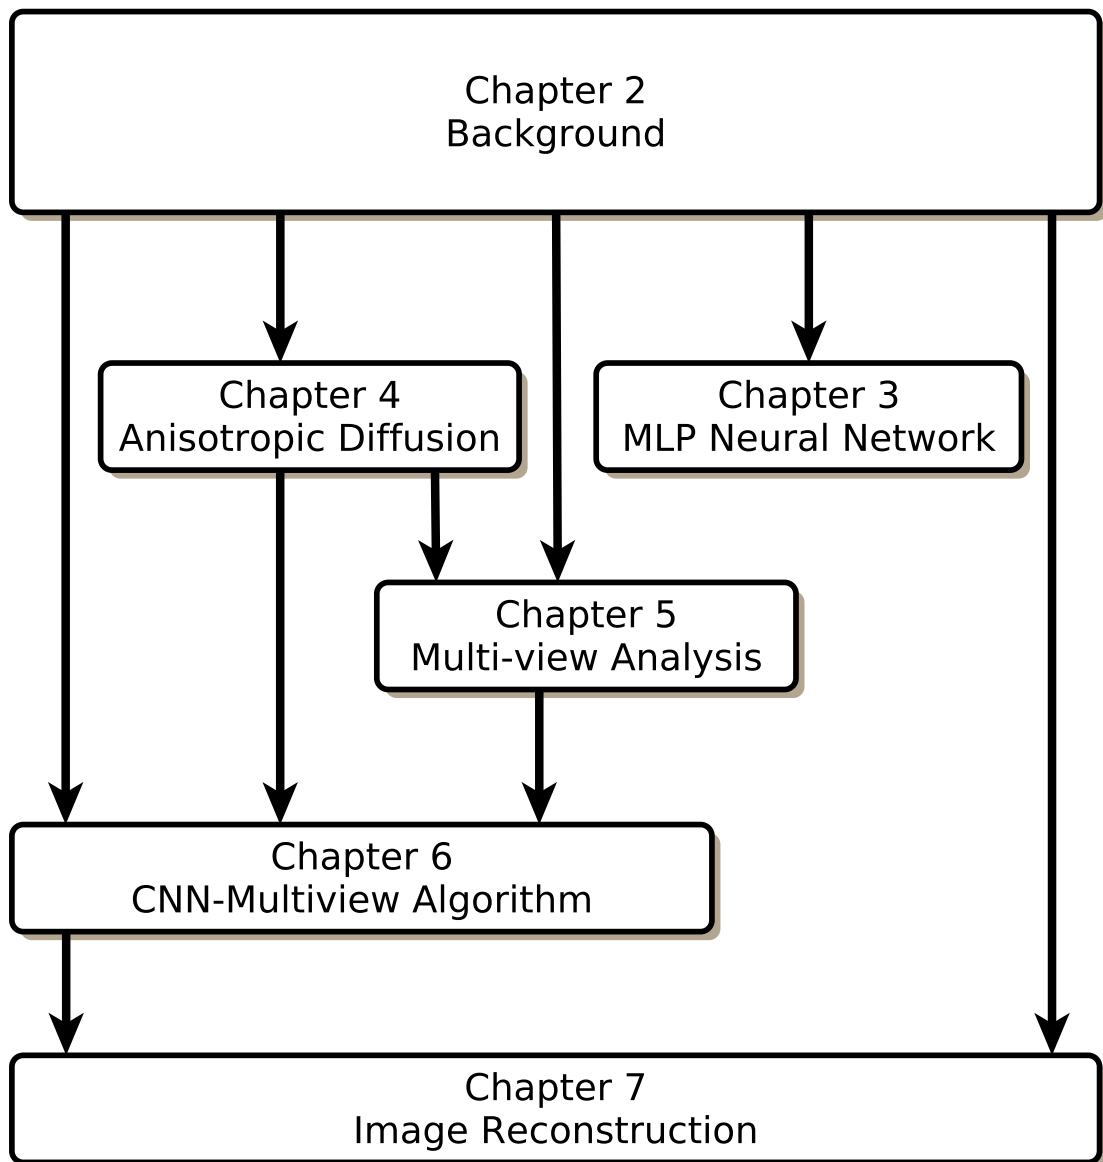 Chapter 2
Background
Chapter 4
Anisotropic Diffusion
Chapter 3
MLP Neural Network
Chapter 5
Multi-view Analysis
Chapter 6
CNN-Multiview Algorithm
Chapter 7
Image Reconstruction